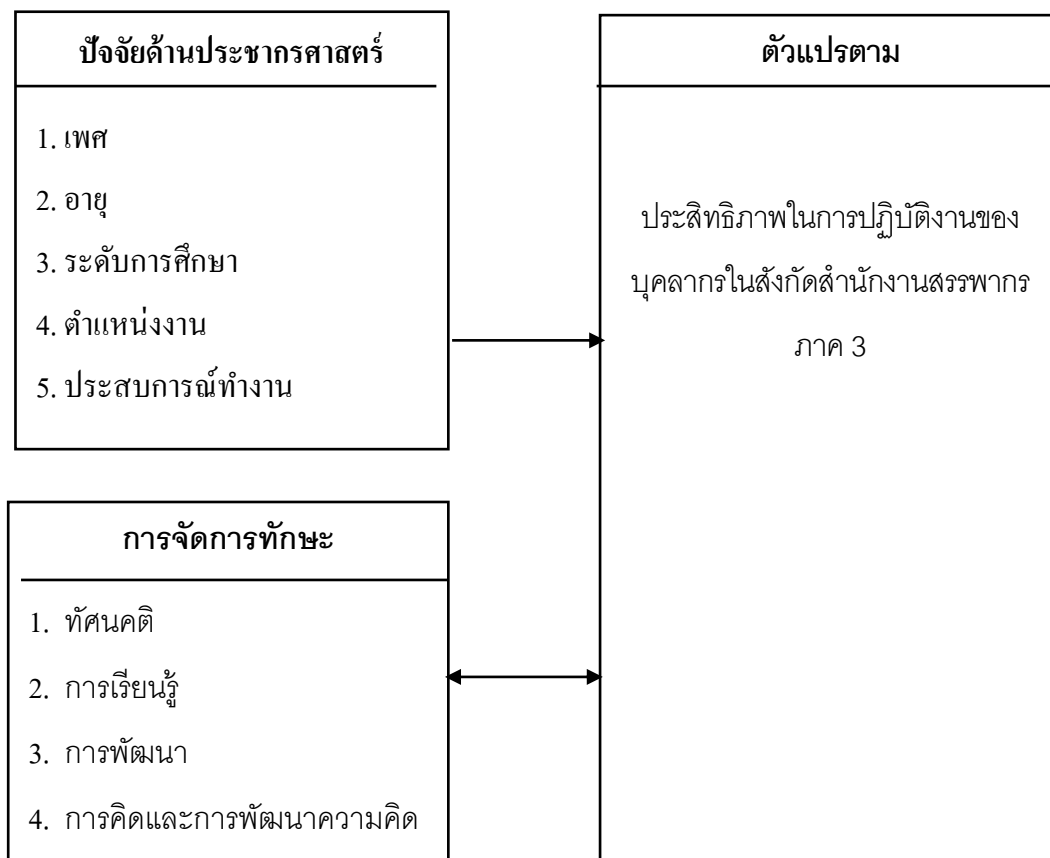 ปัจจัยด้านประชากรศาสตร์
1. เพศ
2. อายุ
3. ระดับการศึกษา
4. ตำแหน่งงาน
5. ประสบการณ์ทำงาน
ตัวแปรตาม
ประสิทธิภาพในการปฏิบัติงานของ
บุคลากรในสังกัดสำนักงานสรรพากร
ภาค 3
การจัดการทักษะ
1. ทัศนคติ
2. การเรียนรู้
3. การพัฒนา
4. การคิดและการพัฒนาความคิด